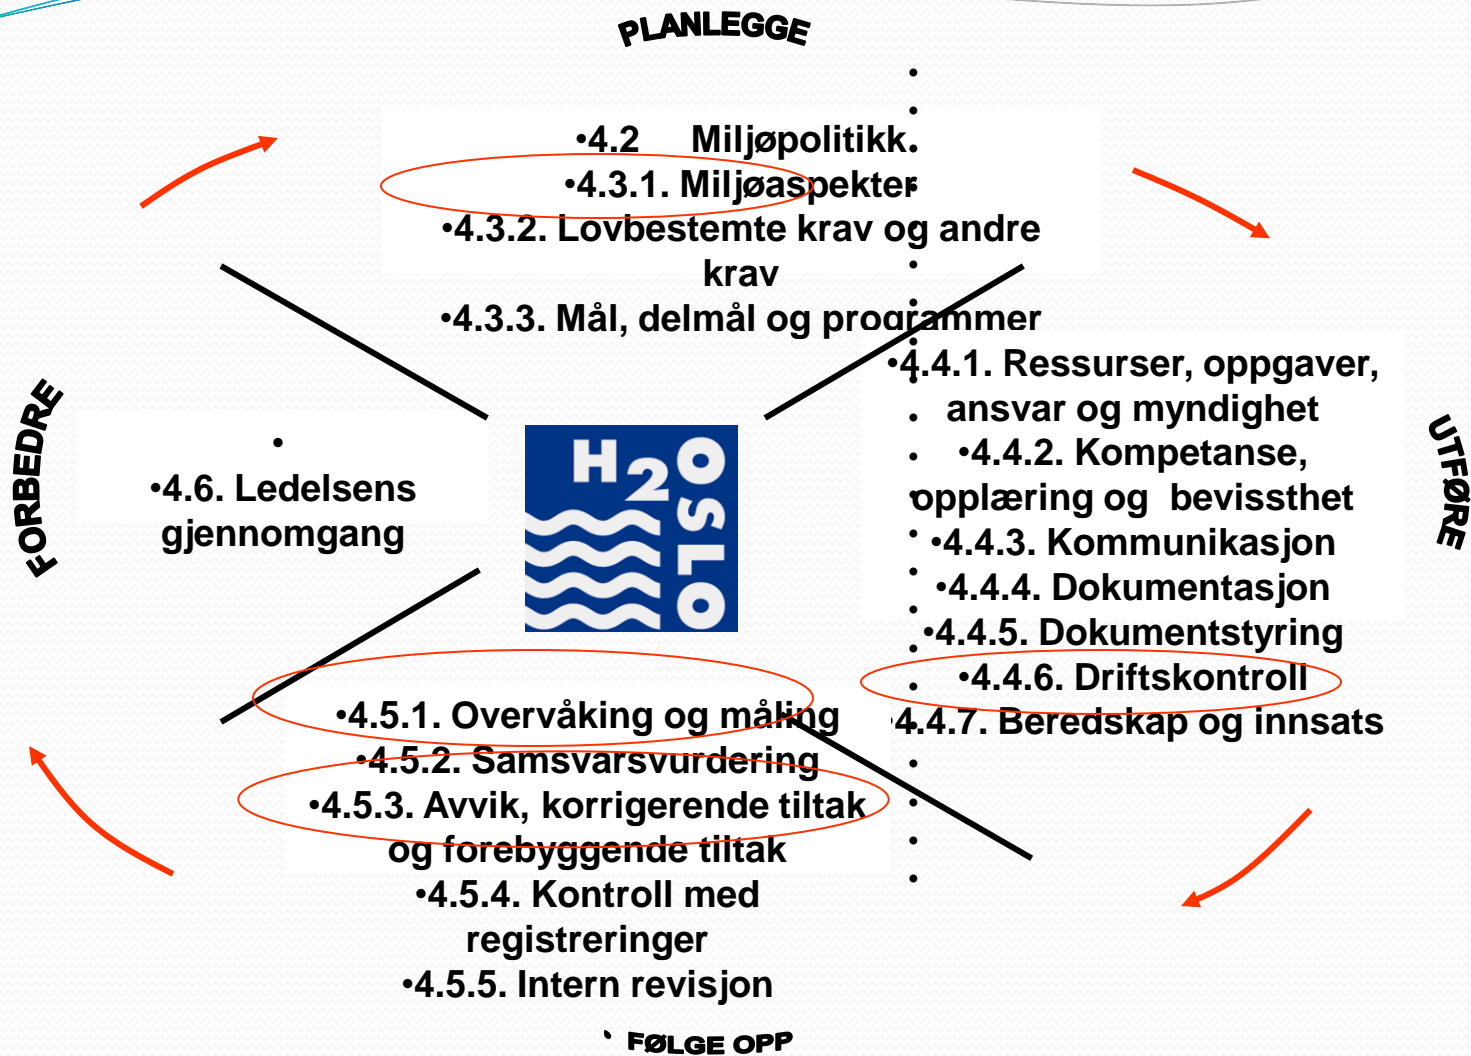 PLANLEGGE
•4.2 Miljøpolitikk
•4.3.1. Miljøaspekter
•4.3.2. Lovbestemte krav og andre
krav
•4.3.3. Mål, delmål og programmer
•4.4.1. Ressurser, oppgaver,
ansvar og myndighet
•4.4.2. Kompetanse,
opplæring og bevissthet
•4.4.3. Kommunikasjon
•4.4.4. Dokumentasjon
•4.4.5. Dokumentstyring
•4.4.6. Driftskontroll
•4.4.7. Beredskap og innsats
UTFØRE
FORBEDRE
•4.6. Ledelsens
gjennomgang
H2O
OSLO
•4.5.1. Overvåking og måling
•4.5.2. Samsvarsvurdering
•4.5.3. Avvik, korrigerende tiltak
og forebyggende tiltak
•4.5.4. Kontroll med
registreringer
•4.5.5. Intern revisjon
FØLGE OPP